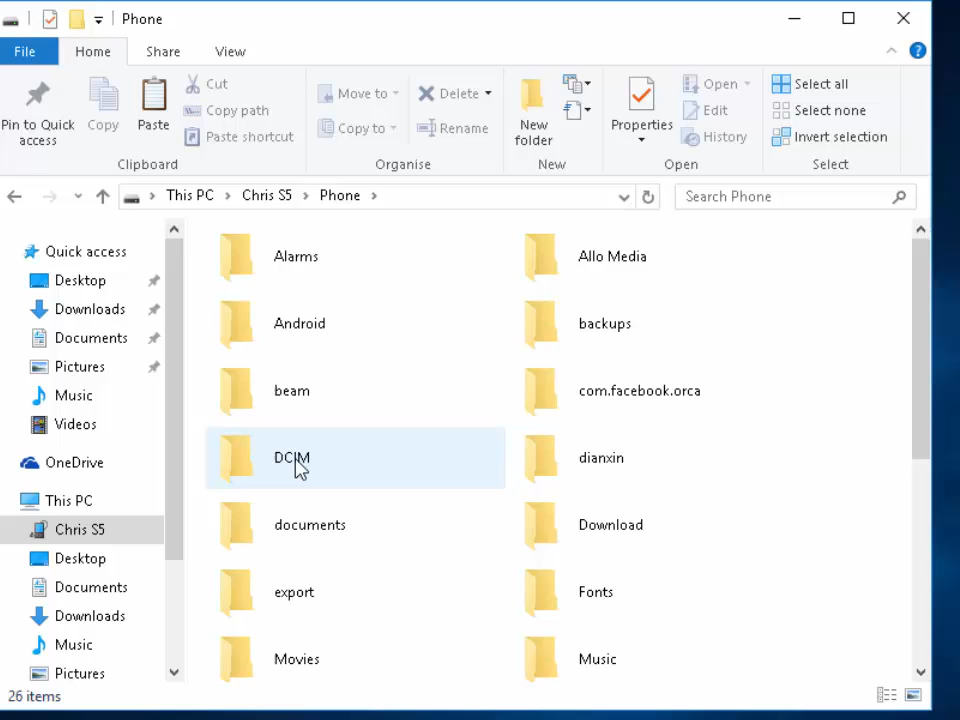 Phone
File Home Share View
Pin to Quick access
Copy
Paste
Cut
Copy path
Paste shortcut
Clipboard
Move to
Copy to
Delete
Rename
Organise
New folder
New
Properties
Open
Edit
History
Open
Select all
Select none
Invert selection
Select
This PC Chris S5 Phone
Search Phone
Quick access
Desktop
Downloads
Documents
Pictures
Music
Videos
OneDrive
This PC
Chris S5
Desktop
Documents
Downloads
Music
Pictures
Alarms Allo Media
Android backups
beam com.facebook.orca
DCIM dianxin
documents Download
export Fonts
Movies Music
26 items